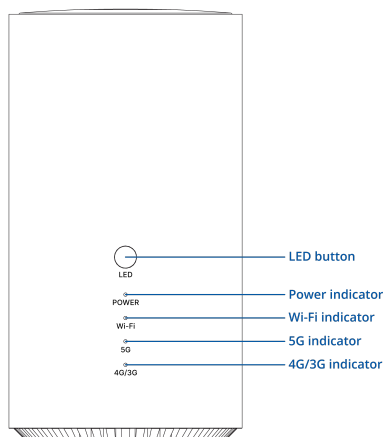 LED button
LED
Power indicator
POWER
Wi-Fi indicator
Wi-Fi
5G indicator
5G
4G/3G indicator
4G/3G